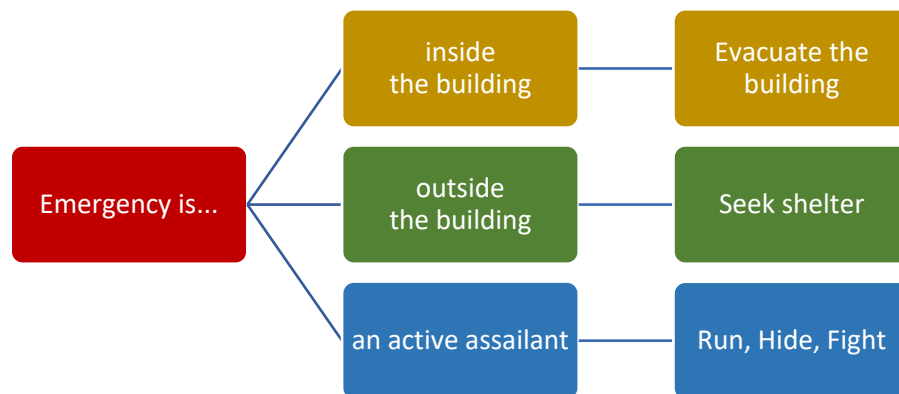 Emergency is...
inside
the building
Evacuate the
building
outside
the building
Seek shelter
an active assailant
Run, Hide, Fight